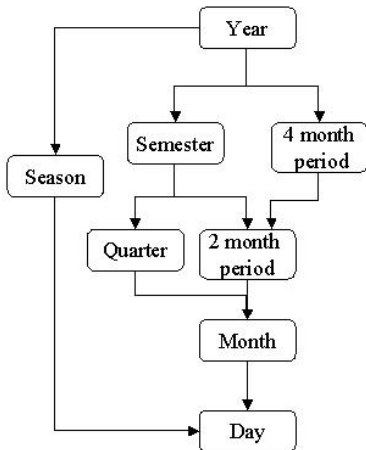 Year
Semester
4 month
period
Season
Quarter
2 month
period
Month
Day